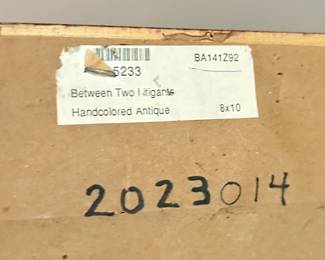 5233
BA141Z92
Between Two Litigants
Handcolored Antique 8x10
2023014